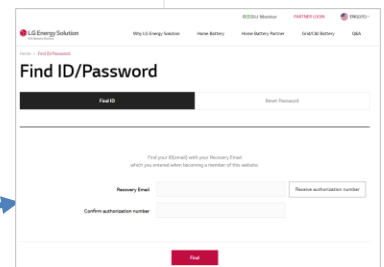 RESU Monitor PARTNER LOGIN ENGLISH
LG Energy Solution Why LG Energy Solution Home Battery Home Battery Partner Grid/C&I Battery Q&A
Home > Find ID/Password
Find ID/Password
Find ID Reset Password
Find your ID(email) with your Recovery Email
which you entered when becoming a member of this website.
Recovery Email Receive authorization number
Confirm authorization number
Find